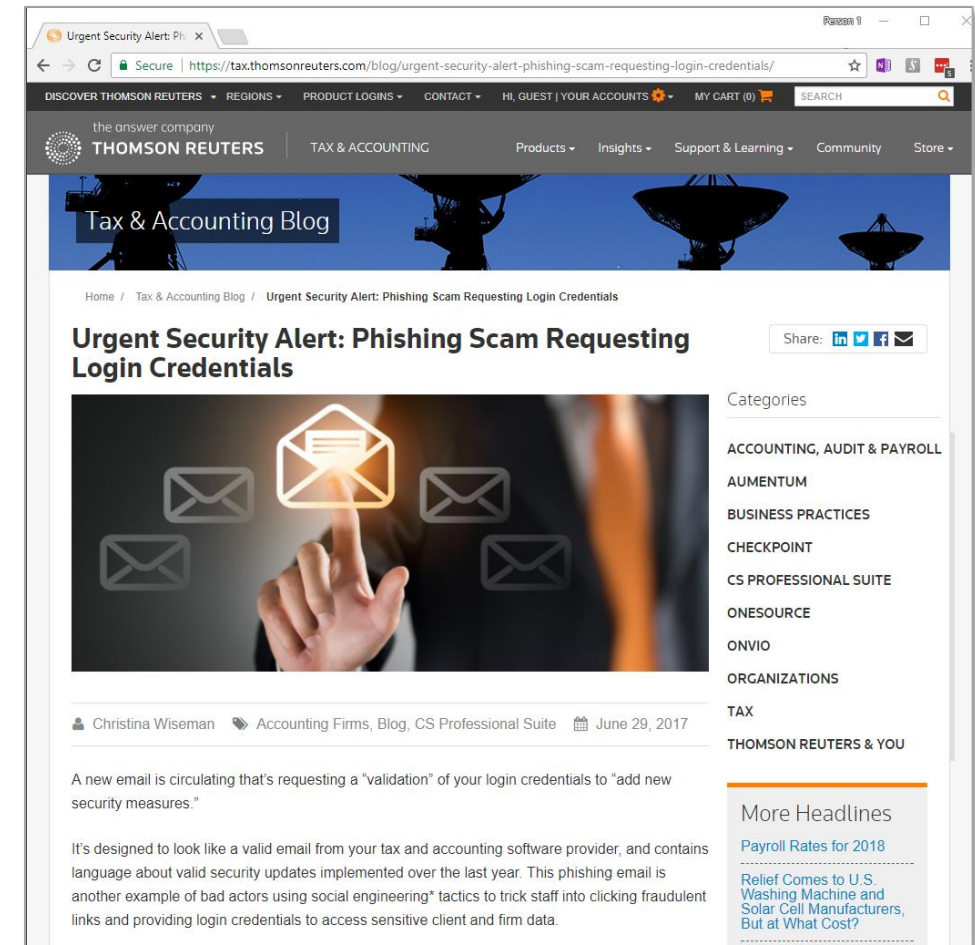 Urgent Security Alert: Ph
Person 1
Secure | https://tax.thomsonreuters.com/blog/urgent-security-alert-phishing-scam-requesting-login-credentials/
DISCOVER THOMSON REUTERS REGIONS PRODUCT LOGINS CONTACT HI, GUEST | YOUR ACCOUNTS MY CART (0) SEARCH
the answer company
THOMSON REUTERS TAX & ACCOUNTING Products Insights Support & Learning Community Store
Tax & Accounting Blog
Home / Tax & Accounting Blog / Urgent Security Alert: Phishing Scam Requesting Login Credentials
Urgent Security Alert: Phishing Scam Requesting
Login Credentials
Share:
Christina Wiseman Accounting Firms, Blog, CS Professional Suite June 29, 2017
A new email is circulating that's requesting a “validation” of your login credentials to “add new
security measures.”
It's designed to look like a valid email from your tax and accounting software provider, and contains
language about valid security updates implemented over the last year. This phishing email is
another example of bad actors using social engineering* tactics to trick staff into clicking fraudulent
links and providing login credentials to access sensitive client and firm data.
Categories
ACCOUNTING, AUDIT & PAYROLL
AUMENTUM
BUSINESS PRACTICES
CHECKPOINT
CS PROFESSIONAL SUITE
ONESOURCE
ONVIO
ORGANIZATIONS
TAX
THOMSON REUTERS & YOU
More Headlines
Payroll Rates for 2018
Relief Comes to U.S.
Washing Machine and
Solar Cell Manufacturers,
But at What Cost?